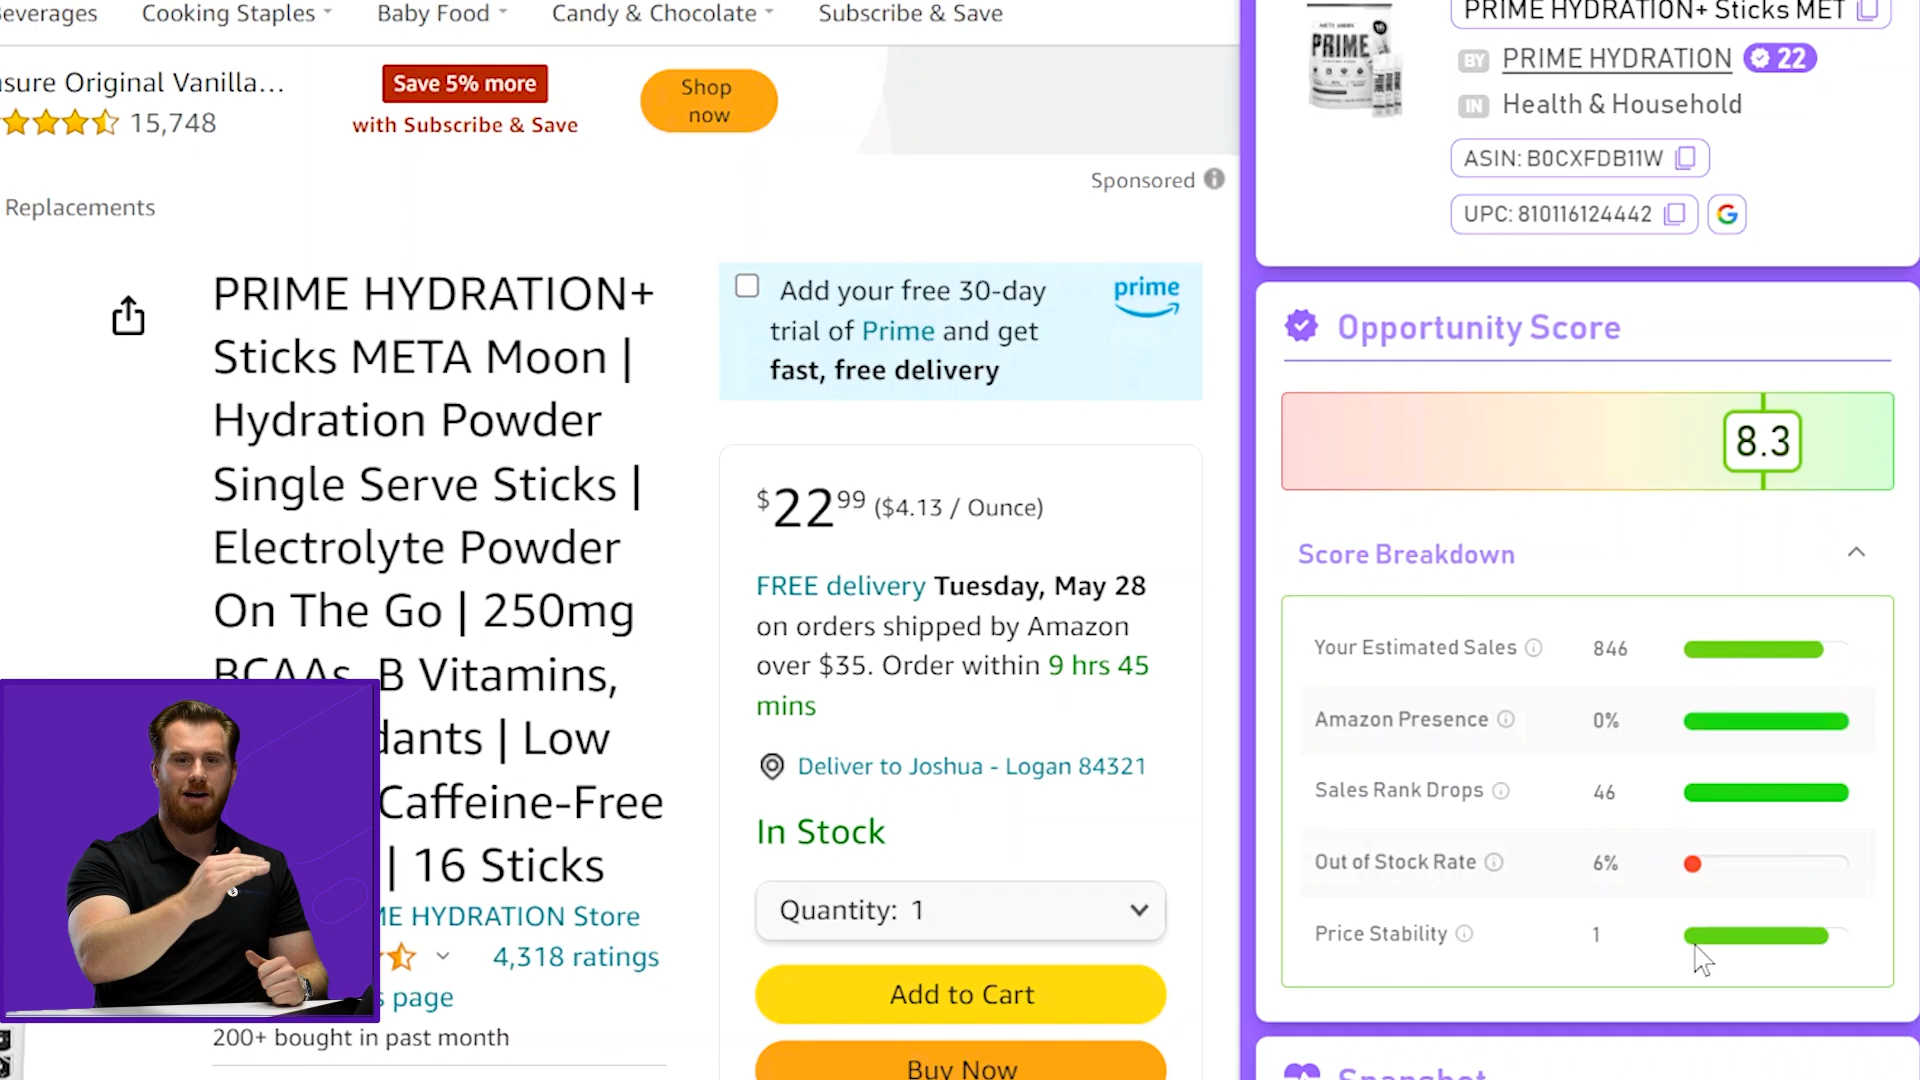 Cooking Staples
Baby Food
Candy & Chocolate
Subscribe & Save
Original Vanilla...
15,748
Save 5% more
with Subscribe & Save
Shop
now
Sponsored
Replacements
PRIME HYDRATION+
Sticks META Moon |
Hydration Powder
Single Serve Sticks |
Electrolyte Powder
On The Go | 250mg
BCAAs, B Vitamins,
| Low
Caffeine-Free
| 16 Sticks
HYDRATION Store
4,318 ratings
page
200+ bought in past month
Add your free 30-day
trial of Prime and get
fast, free delivery
prime
$22 99 ($4.13 / Ounce)
FREE delivery Tuesday, May 28
on orders shipped by Amazon
over $35. Order within 9 hrs 45
mins
Deliver to Joshua - Logan 84321
In Stock
Quantity: 1
Add to Cart
Buy Now
PRIME
PRIME HYDRATION+ Sticks MET
BY PRIME HYDRATION 22
IN Health & Household
ASIN: B0CXFDB11W
UPC: 810116124442
G
Opportunity Score
8.3
Score Breakdown
Your Estimated Sales 846
Amazon Presence 0%
Sales Rank Drops 46
Out of Stock Rate 6%
Price Stability 1
Snapshot